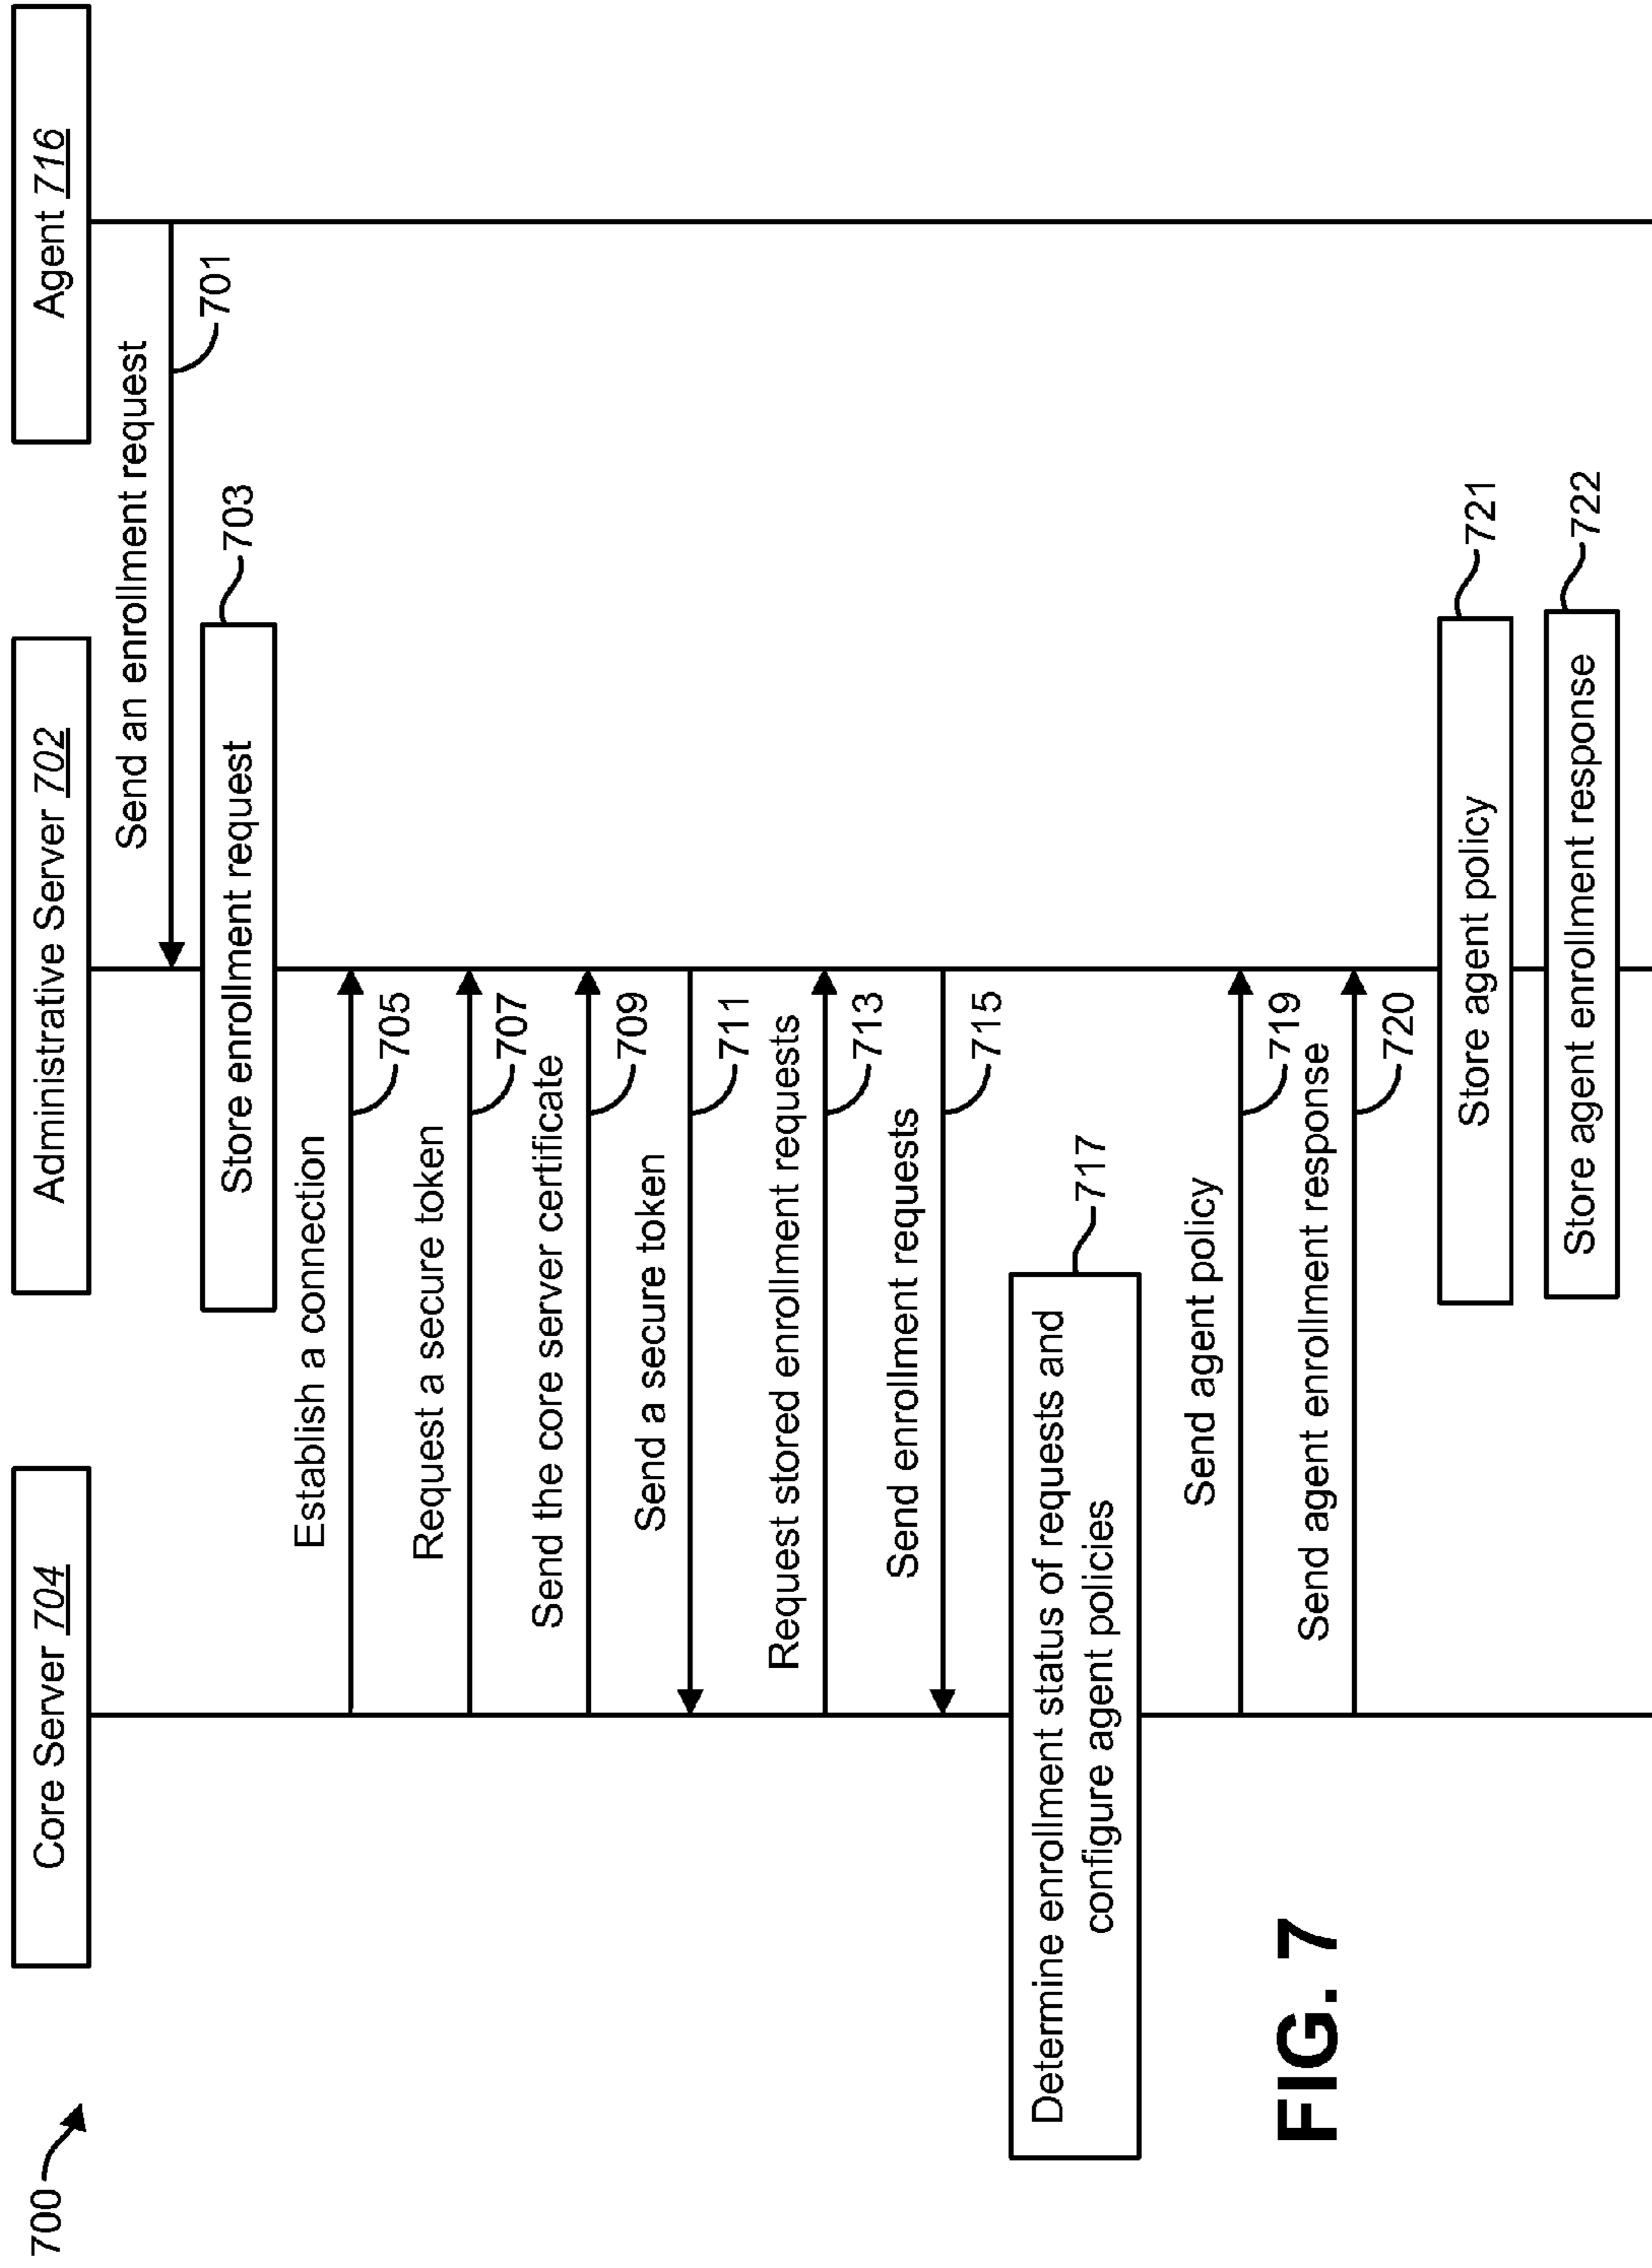 700
Core Server 704
Administrative Server 702
Agent 716
Send an enrollment request
701
Store enrollment request
703
Establish a connection
705
Request a secure token
707
Send the core server certificate
709
Send a secure token
711
Request stored enrollment requests
713
Send enrollment requests
715
Determine enrollment status of requests and
configure agent policies
717
Send agent policy
719
Send agent enrollment response
720
Store agent policy
721
Store agent enrollment response
722
FIG. 7